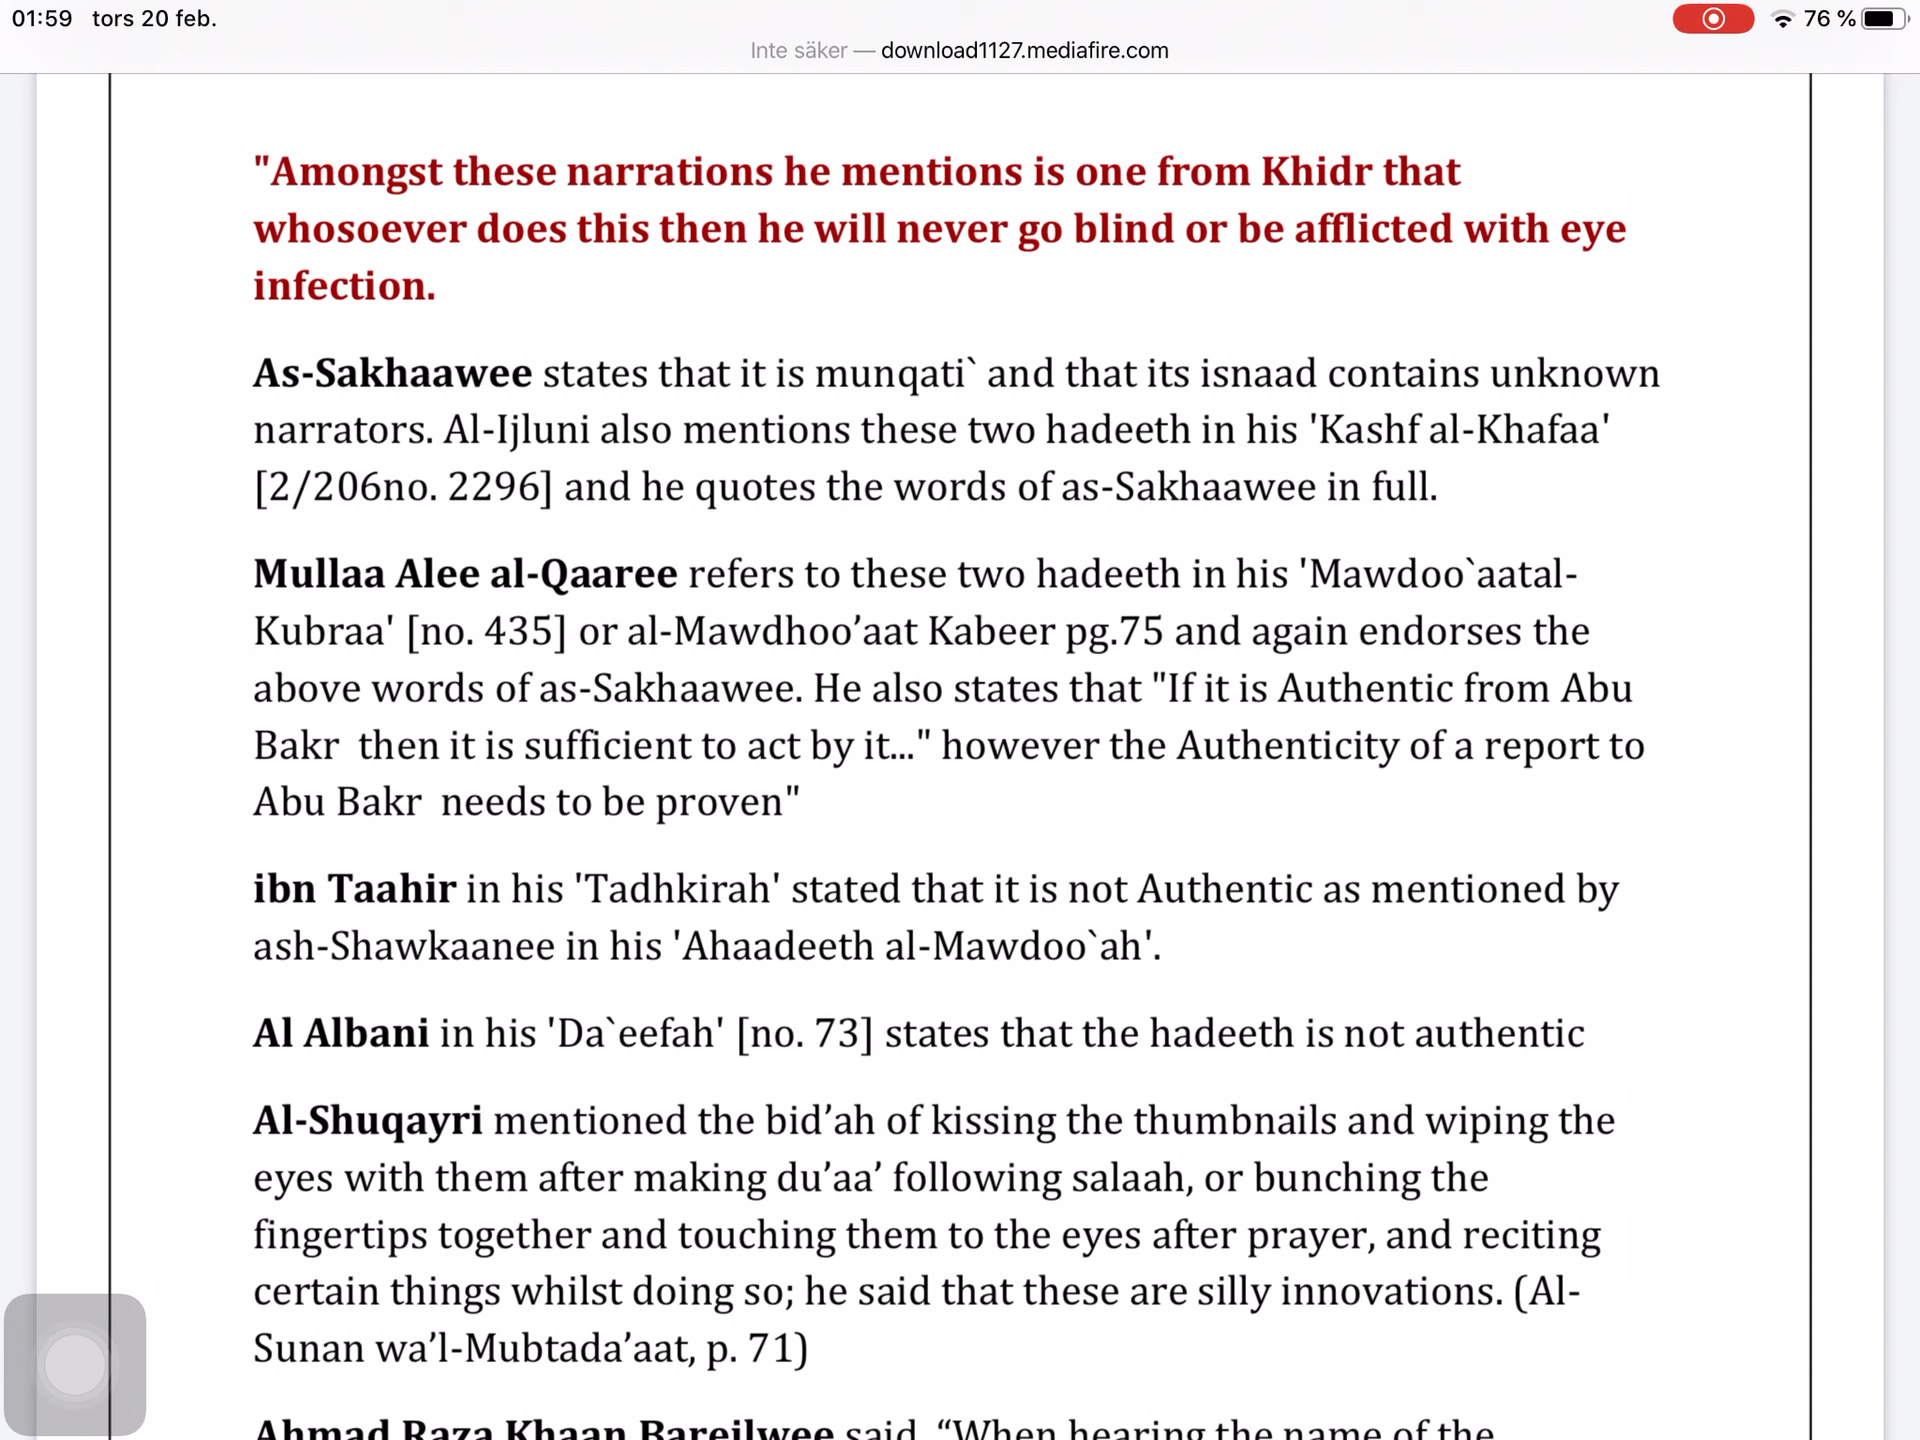 01:59 tors 20 feb.
76 %
Inte säker — download1127.mediafire.com
"Amongst these narrations he mentions is one from Khidr that
whosoever does this then he will never go blind or be afflicted with eye
infection.
As-Sakhaawee states that it is munqati` and that its isnaad contains unknown
narrators. Al-Ijluni also mentions these two hadeeth in his 'Kashf al-Khafaa'
[2/206no. 2296] and he quotes the words of as-Sakhaawee in full.
Mullaa Alee al-Qaaree refers to these two hadeeth in his 'Mawdoo`aatal-
Kubraa' [no. 435] or al-Mawdhoo’aat Kabeer pg.75 and again endorses the
above words of as-Sakhaawee. He also states that "If it is Authentic from Abu
Bakr then it is sufficient to act by it..." however the Authenticity of a report to
Abu Bakr needs to be proven"
ibn Taahir in his 'Tadhkirah' stated that it is not Authentic as mentioned by
ash-Shawkaanee in his 'Ahaadeeth al-Mawdoo`ah'.
Al Albani in his 'Da`eefah' [no. 73] states that the hadeeth is not authentic
Al-Shuqayri mentioned the bid’ah of kissing the thumbnails and wiping the
eyes with them after making du’aa’ following salaah, or bunching the
fingertips together and touching them to the eyes after prayer, and reciting
certain things whilst doing so; he said that these are silly innovations. (Al-
Sunan wa’l-Mubtada’aat, p. 71)
Ahmad Raza Khaan Bareilwee said, “When hearing the name of the